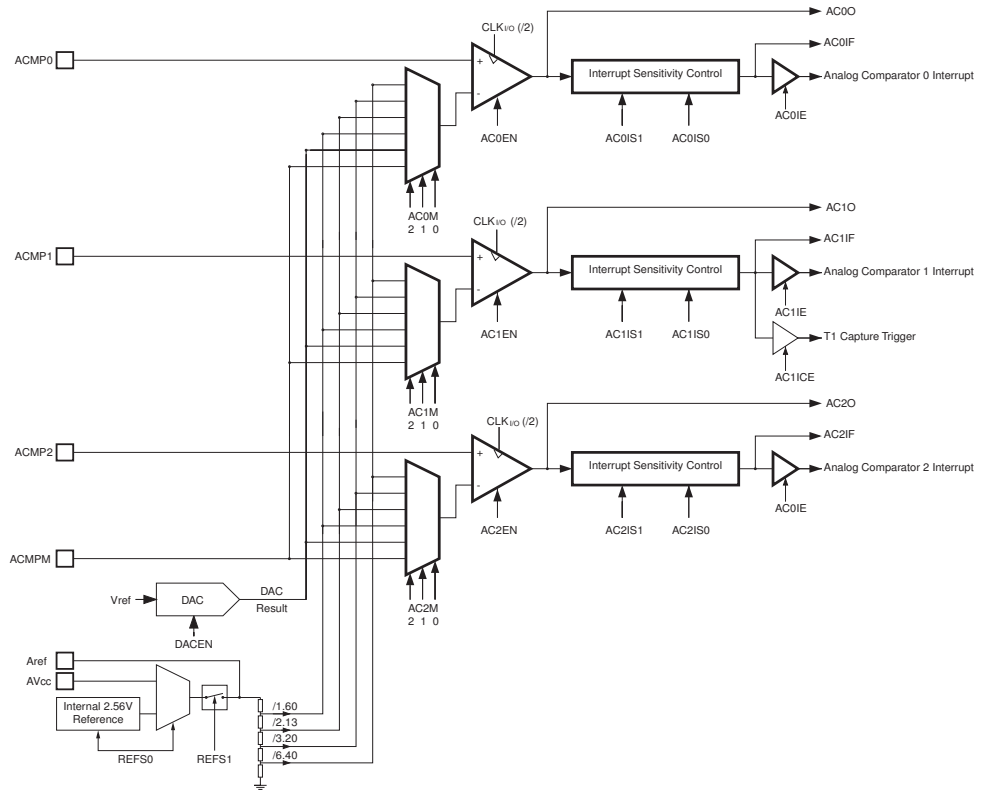 CLKI/O (/2)
AC0O
ACMP0
+
-
Interrupt Sensitivity Control
AC0IF
Analog Comparator 0 Interrupt
AC0IE
AC0EN
AC0IS1
AC0IS0
AC0M
2 1 0
CLKI/O (/2)
AC1O
ACMP1
+
-
Interrupt Sensitivity Control
AC1IF
Analog Comparator 1 Interrupt
AC1IE
AC1EN
AC1IS1
AC1IS0
T1 Capture Trigger
AC1ICE
AC1M
2 1 0
CLKI/O (/2)
AC2O
ACMP2
+
-
Interrupt Sensitivity Control
AC2IF
Analog Comparator 2 Interrupt
AC0IE
AC2EN
AC2IS1
AC2IS0
ACMPM
AC2M
2 1 0
Vref
DAC
DAC
Result
DACEN
Aref
AVcc
Internal 2.56V
Reference
REFS0
REFS1
/1.60
/2.13
/3.20
/6.40